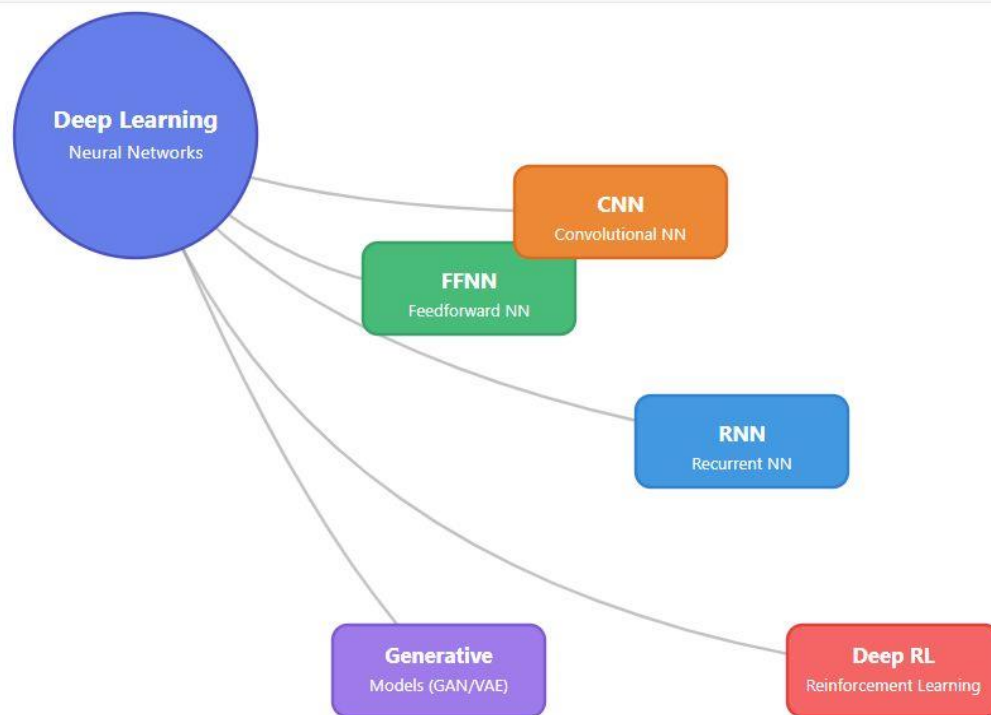 Deep Learning
Neural Networks
CNN
Convolutional NN
FFNN
Feedforward NN
RNN
Recurrent NN
Generative
Models (GAN/VAE)
Deep RL
Reinforcement Learning